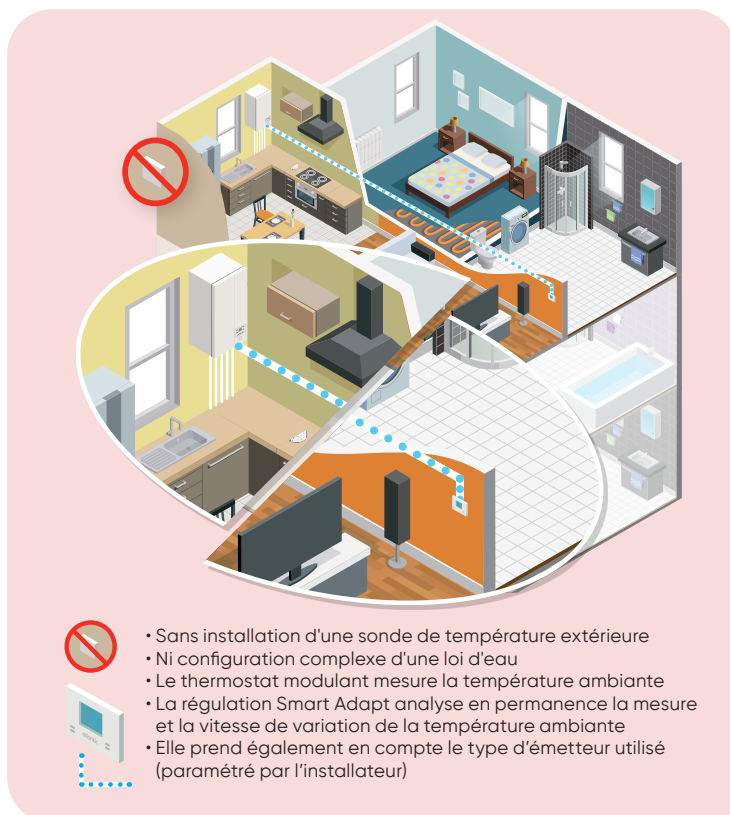 • Sans installation d'une sonde de température extérieure
• Ni configuration complexe d'une loi d'eau
• Le thermostat modulant mesure la température ambiante
• La régulation Smart Adapt analyse en permanence la mesure
et la vitesse de variation de la température ambiante
• Elle prend également en compte le type d’émetteur utilisé
(paramétré par l’installateur)